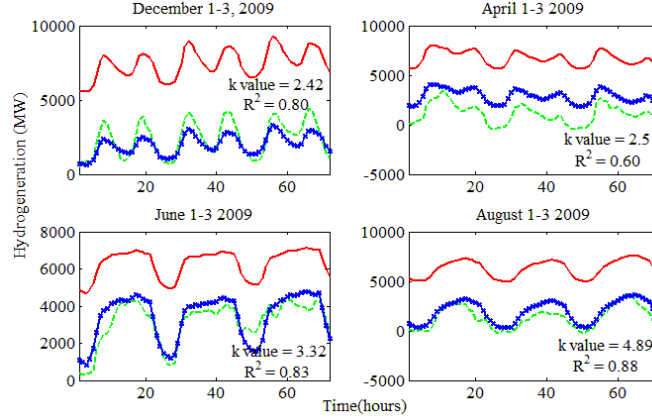 December 1-3, 2009
April 1-3 2009
10000
5000
0
20
40
60
k value = 2.42
R² = 0.80
10000
5000
0
-5000
20
40
60
k value = 2.5
R² = 0.60
Hydrogeneration (MW)
June 1-3 2009
August 1-3 2009
8000
6000
4000
2000
0
20
40
60
k value = 3.32
R² = 0.83
10000
5000
0
-5000
20
40
60
k value = 4.89
R² = 0.88
Time(hours)